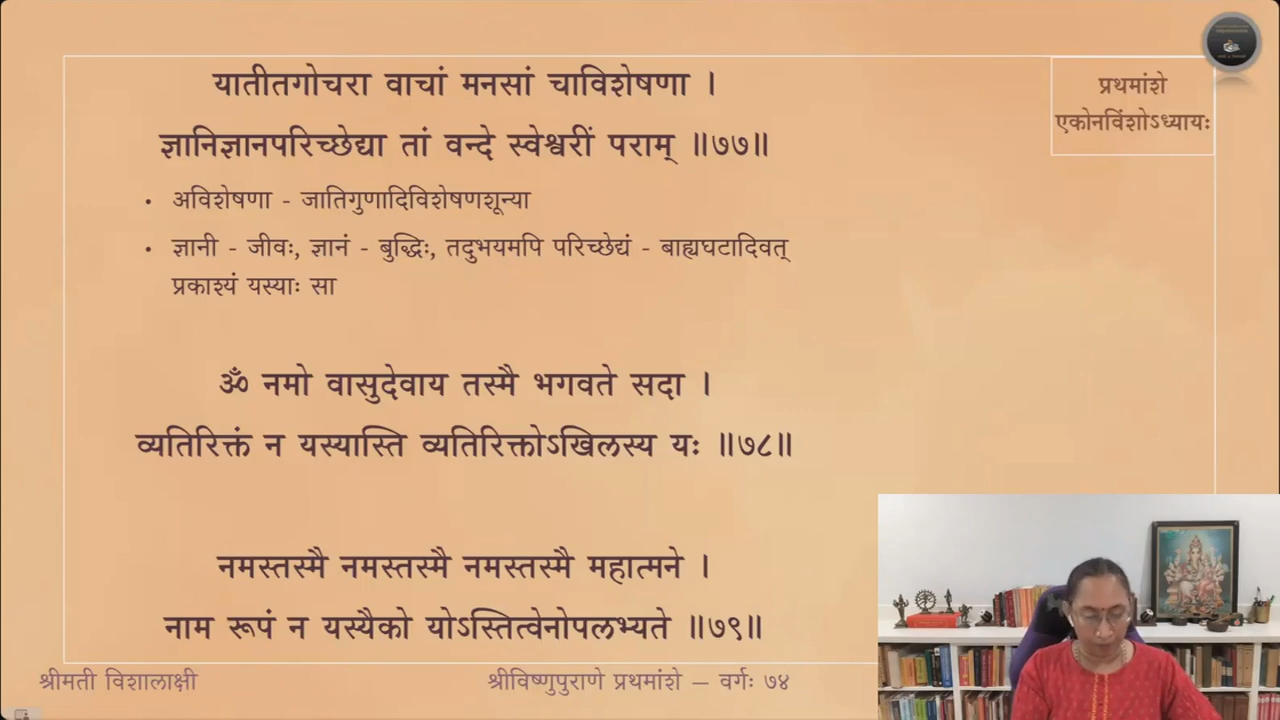 यातीतगोचरा वाचां मनसां चाविशेषणा ।
ज्ञानिज्ञानपरिच्छेद्या तां वन्दे स्वेश्वरीं पराम् ॥७७॥
प्रथमांशे
एकोनविंशोऽध्यायः
• अविशेषणा - जातिगुणादिविशेषणशून्या
• ज्ञानी - जीवः, ज्ञानं - बुद्धिः, तदुभयमपि परिच्छेद्यं - बाह्यघटादिवत्
प्रकाश्यं यस्याः सा
ॐ नमो वासुदेवाय तस्मै भगवते सदा ।
व्यतिरिक्तं न यस्यास्ति व्यतिरिक्तोऽखिलस्य यः ॥७८॥
नमस्तस्मै नमस्तस्मै नमस्तस्मै महात्मने ।
नाम रूपं न यस्यैको योऽस्तित्वेनोपलभ्यते ॥७९॥
श्रीमती विशालाक्षी
श्रीविष्णुपुराणे प्रथमांशे – वर्गः ७४